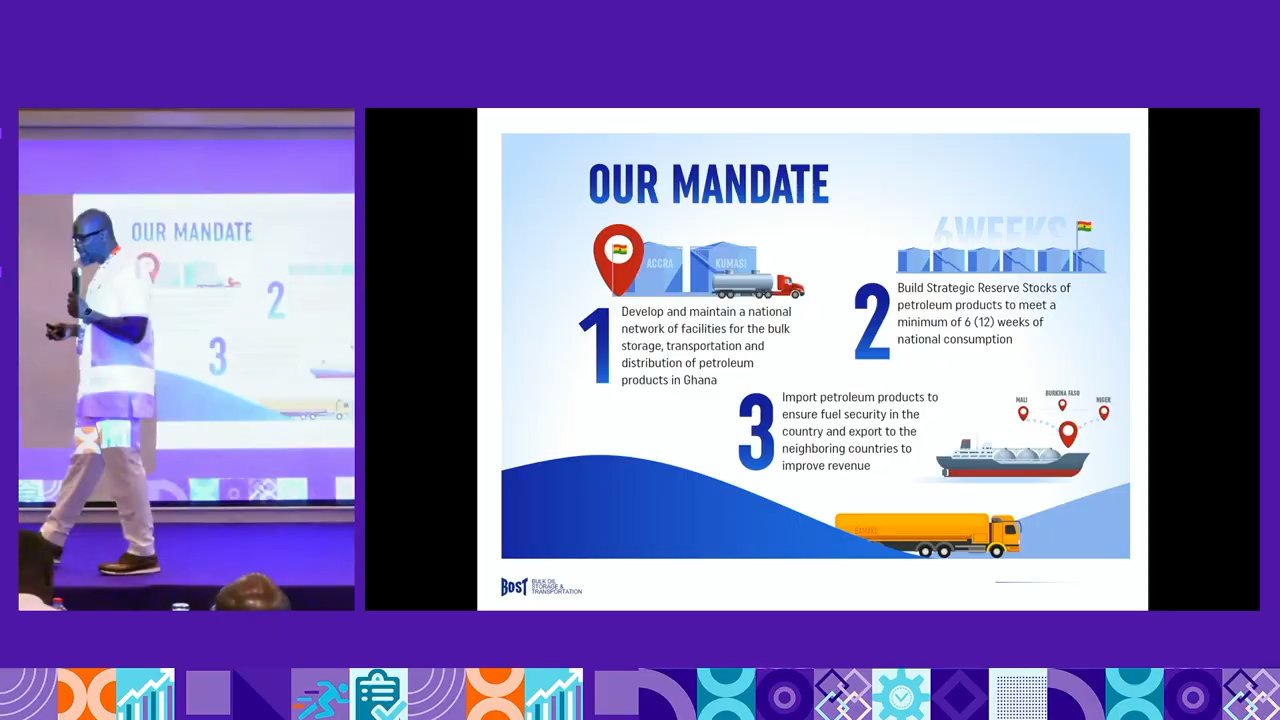 OUR MANDATE
2
3
OUR MANDATE
6WEEKS
ACCRA
KUMASI
1
Develop and maintain a national
network of facilities for the bulk
storage, transportation and
distribution of petroleum
products in Ghana
2
Build Strategic Reserve Stocks of
petroleum products to meet a
minimum of 6 (12) weeks of
national consumption
3
Import petroleum products to
ensure fuel security in the
country and export to the
neighboring countries to
improve revenue
MALI
BURKINA FASO
NIGER
BAMAKO
BOST
BULK OIL
STORAGE &
TRANSPORTATION